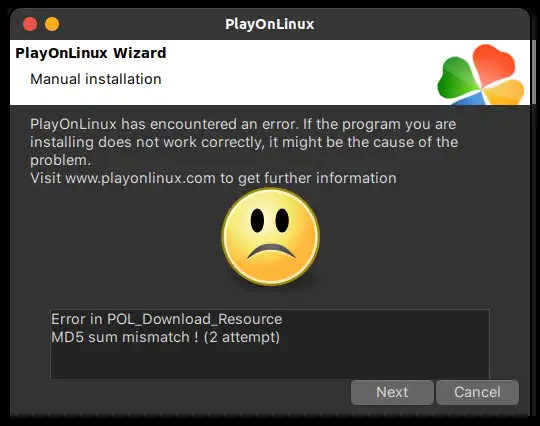 PlayOnLinux
PlayOnLinux Wizard
Manual installation
PlayOnLinux has encountered an error. If the program you are
installing does not work correctly, it might be the cause of the
problem.
Visit www.playonlinux.com to get further information
Error in POL_Download_Resource
MD5 sum mismatch ! (2 attempt)
Next
Cancel